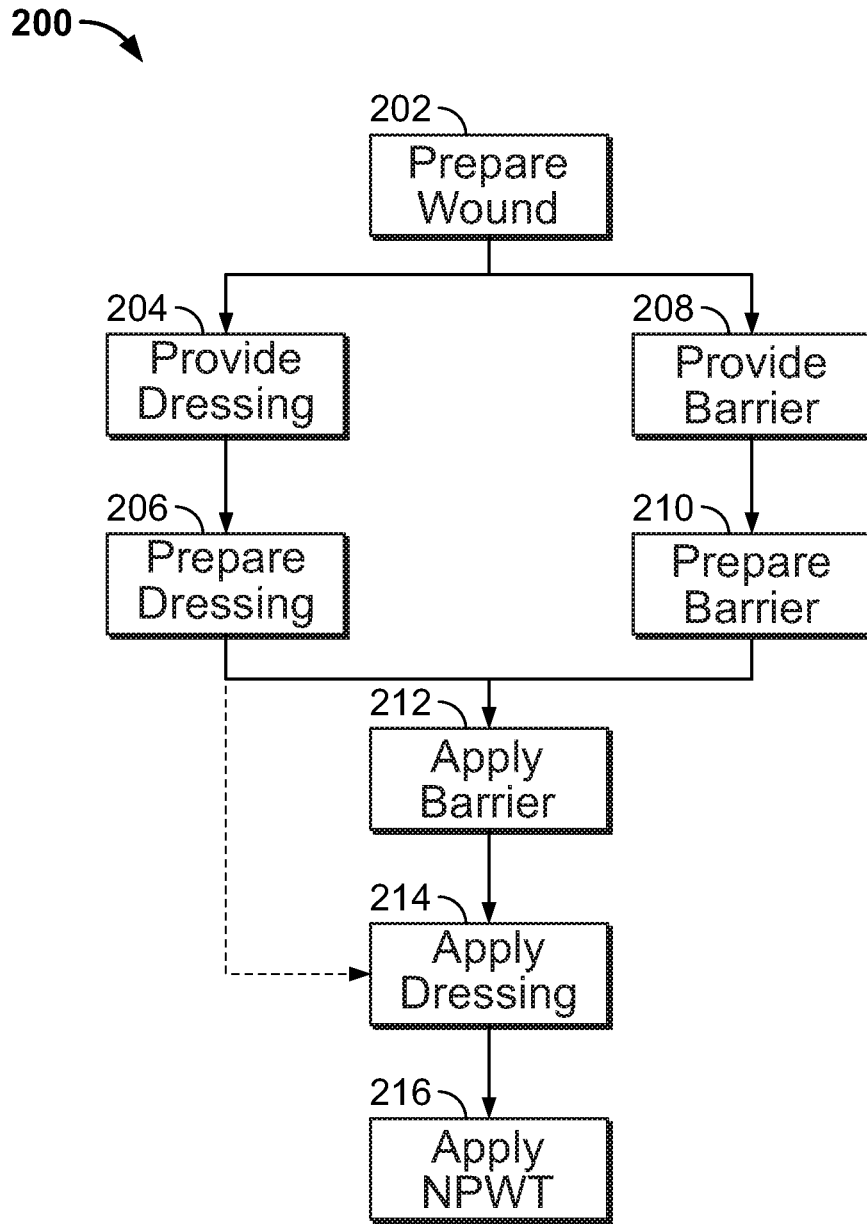 200
202
Prepare
Wound
204
Provide
Dressing
208
Provide
Barrier
206
Prepare
Dressing
210
Prepare
Barrier
212
Apply
Barrier
214
Apply
Dressing
216
Apply
NPWT